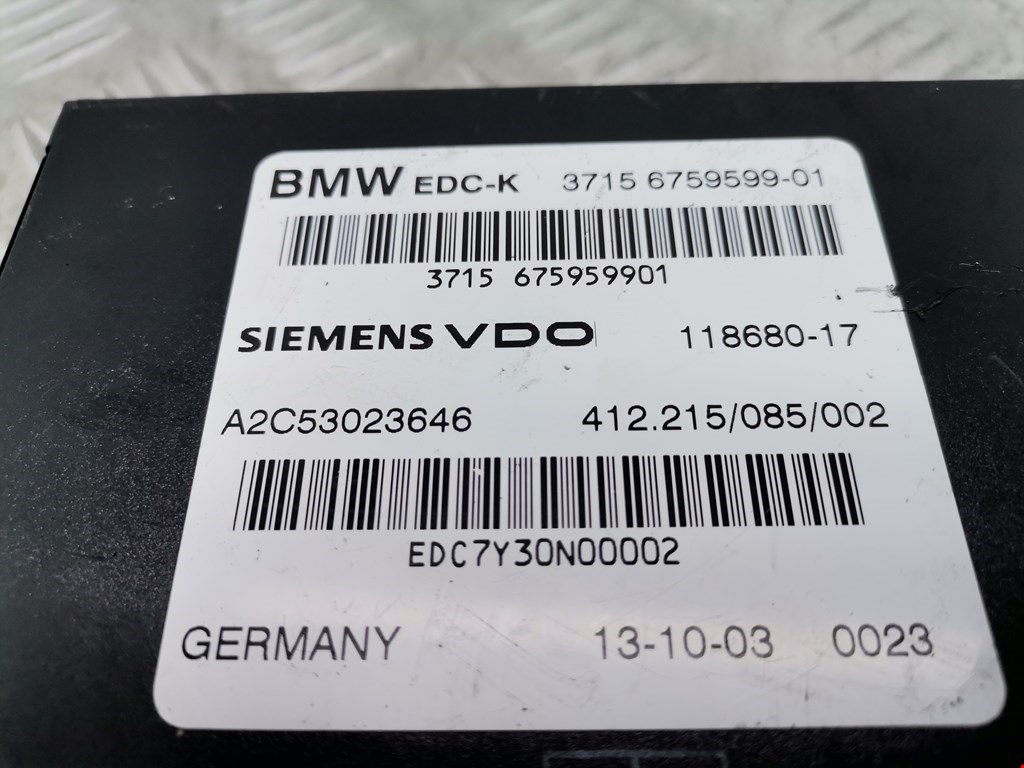 BMW EDC-K 3715 6759599-01
3715 675959901
SIEMENS VDO 118680-17
A2C53023646 412.215/085/002
EDC7Y30N00002
GERMANY 13-10-03 0023